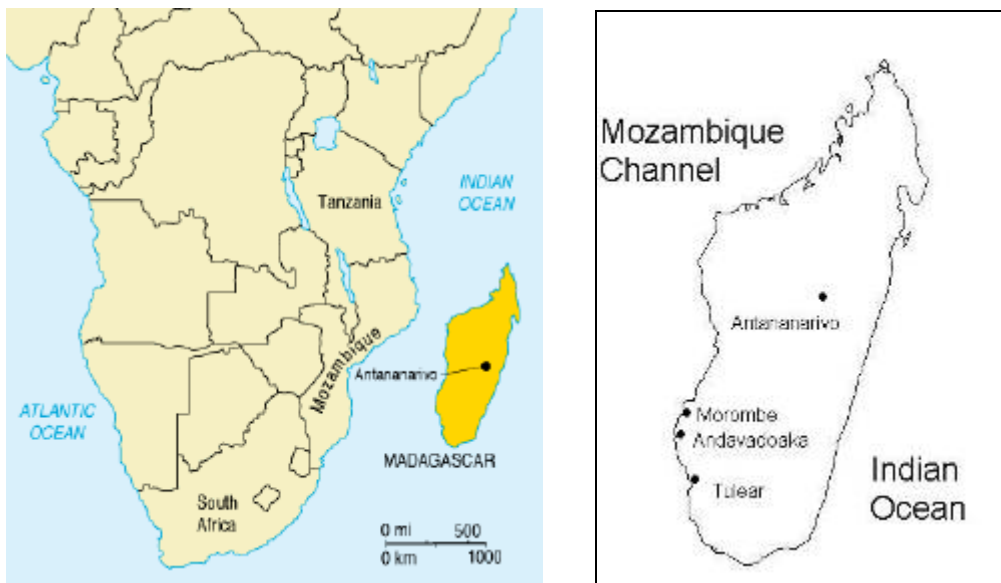 Tanzania
INDIAN
OCEAN
Mozambique
Antananarivo
ATLANTIC
OCEAN
MADAGASCAR
South
Africa
0 mi 500
0 km 1000
Mozambique
Channel
Antananarivo
Morombe
Andavadoaka
Tulear
Indian
Ocean